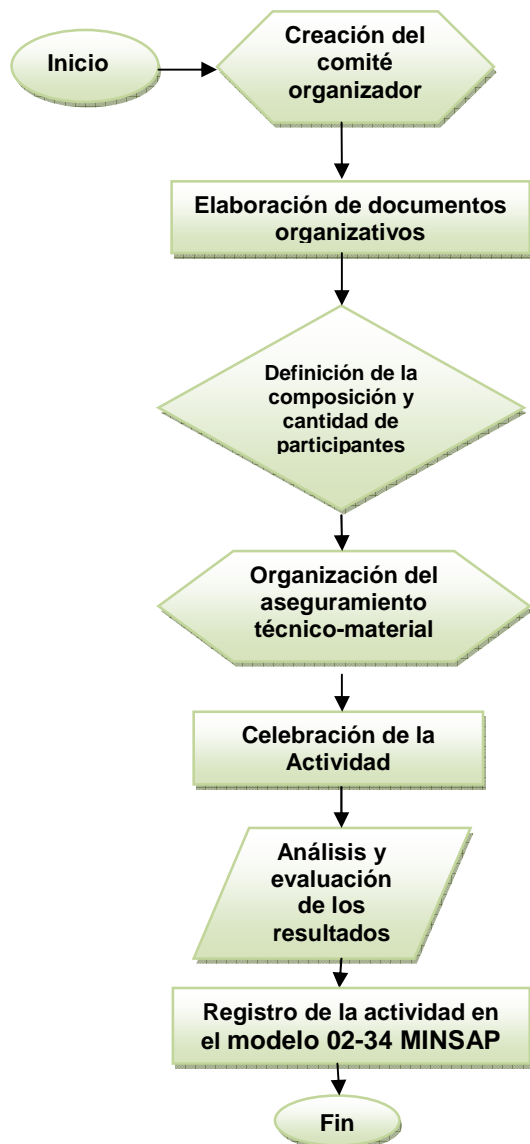 Inicio
Creación del
comité
organizador
Elaboración de documentos
organizativos
Definición de la
composición y
cantidad de
participantes
Organización del
aseguramiento
técnico-material
Celebración de la
Actividad
Análisis y
evaluación
de los
resultados
Registro de la actividad en
el modelo 02-34 MINSAP
Fin